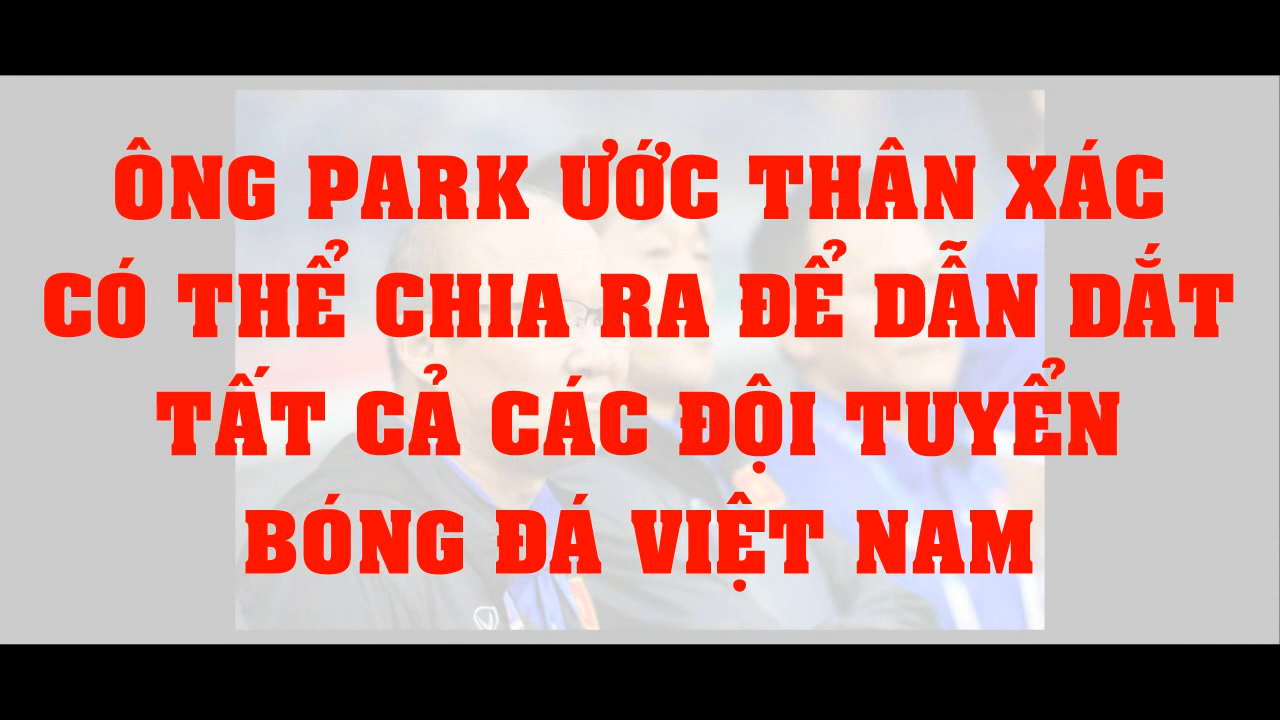 ÔNG PARK ƯỚC THÂN XÁC
CÓ THỂ CHIA RA ĐỂ DẪN DẮT
TẤT CẢ CÁC ĐỘI TUYỂN
BÓNG ĐÁ VIỆT NAM